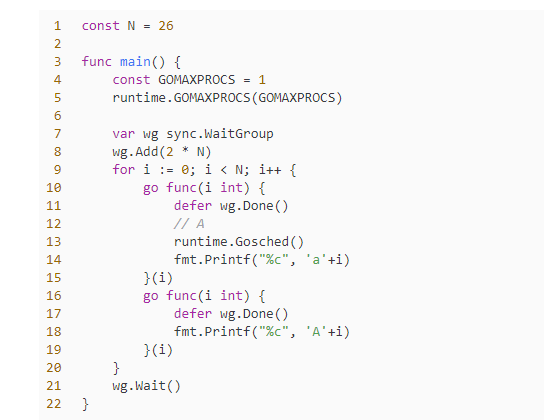 1 const N = 26
2
3 func main() {
4     const GOMAXPROCS = 1
5     runtime.GOMAXPROCS(GOMAXPROCS)
6
7     var wg sync.WaitGroup
8     wg.Add(2 * N)
9     for i := 0; i < N; i++ {
10         go func(i int) {
11             defer wg.Done()
12             // A
13             runtime.Gosched()
14             fmt.Printf("%c", 'a'+i)
15         }(i)
16         go func(i int) {
17             defer wg.Done()
18             fmt.Printf("%c", 'A'+i)
19         }(i)
20     }
21     wg.Wait()
22 }